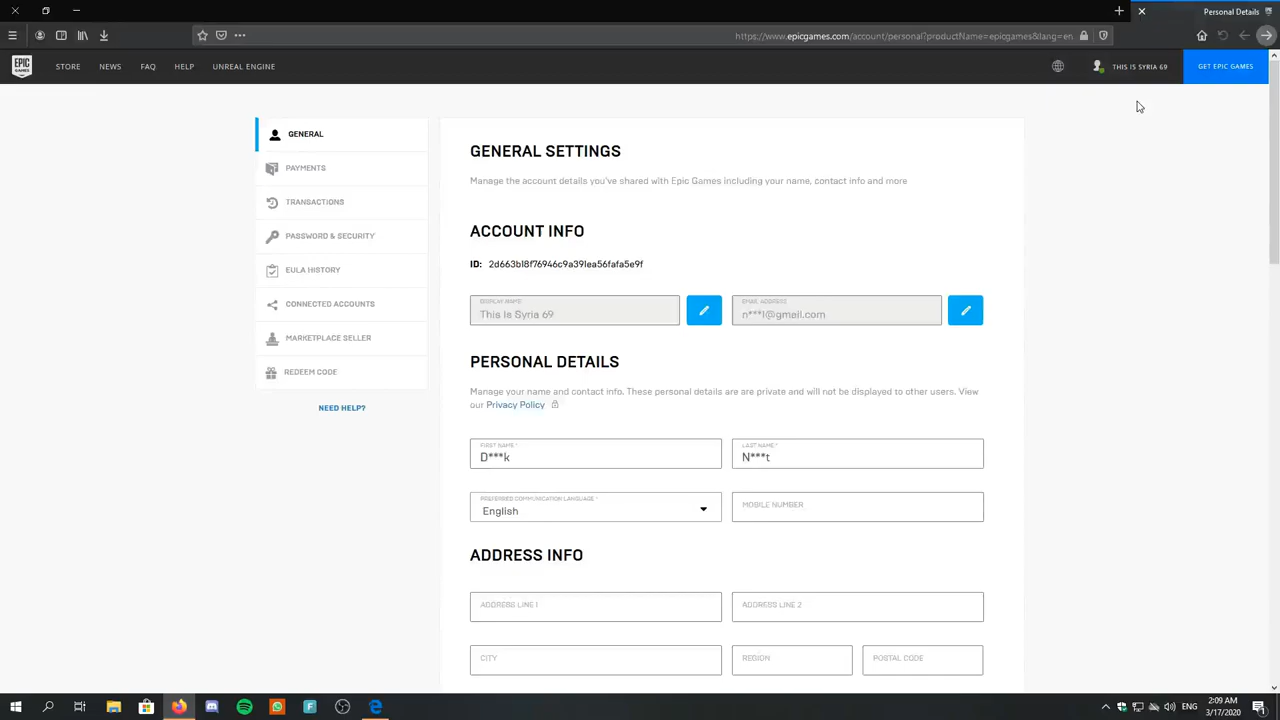 Personal Details
https://www.epicgames.com/account/personal?productName=epicgames&lang=en
EPIC GAMES
STORE NEWS FAQ HELP UNREAL ENGINE
THIS IS SYRIA 69
GET EPIC GAMES
GENERAL
PAYMENTS
TRANSACTIONS
PASSWORD & SECURITY
EULA HISTORY
CONNECTED ACCOUNTS
MARKETPLACE SELLER
REDEEM CODE
NEED HELP?
GENERAL SETTINGS
Manage the account details you've shared with Epic Games including your name, contact info and more
ACCOUNT INFO
ID: 2d663b18f76946c9a391ea56fafa5e9f
DISPLAY NAME
This Is Syria 69
EMAIL ADDRESS
n***l@gmail.com
PERSONAL DETAILS
Manage your name and contact info. These personal details are are private and will not be displayed to other users. View
our Privacy Policy
FIRST NAME *
D***k
LAST NAME *
N***t
PREFERRED COMMUNICATION LANGUAGE *
English
MOBILE NUMBER
ADDRESS INFO
ADDRESS LINE 1
ADDRESS LINE 2
CITY
REGION
POSTAL CODE
ENG
2:09 AM
3/17/2020